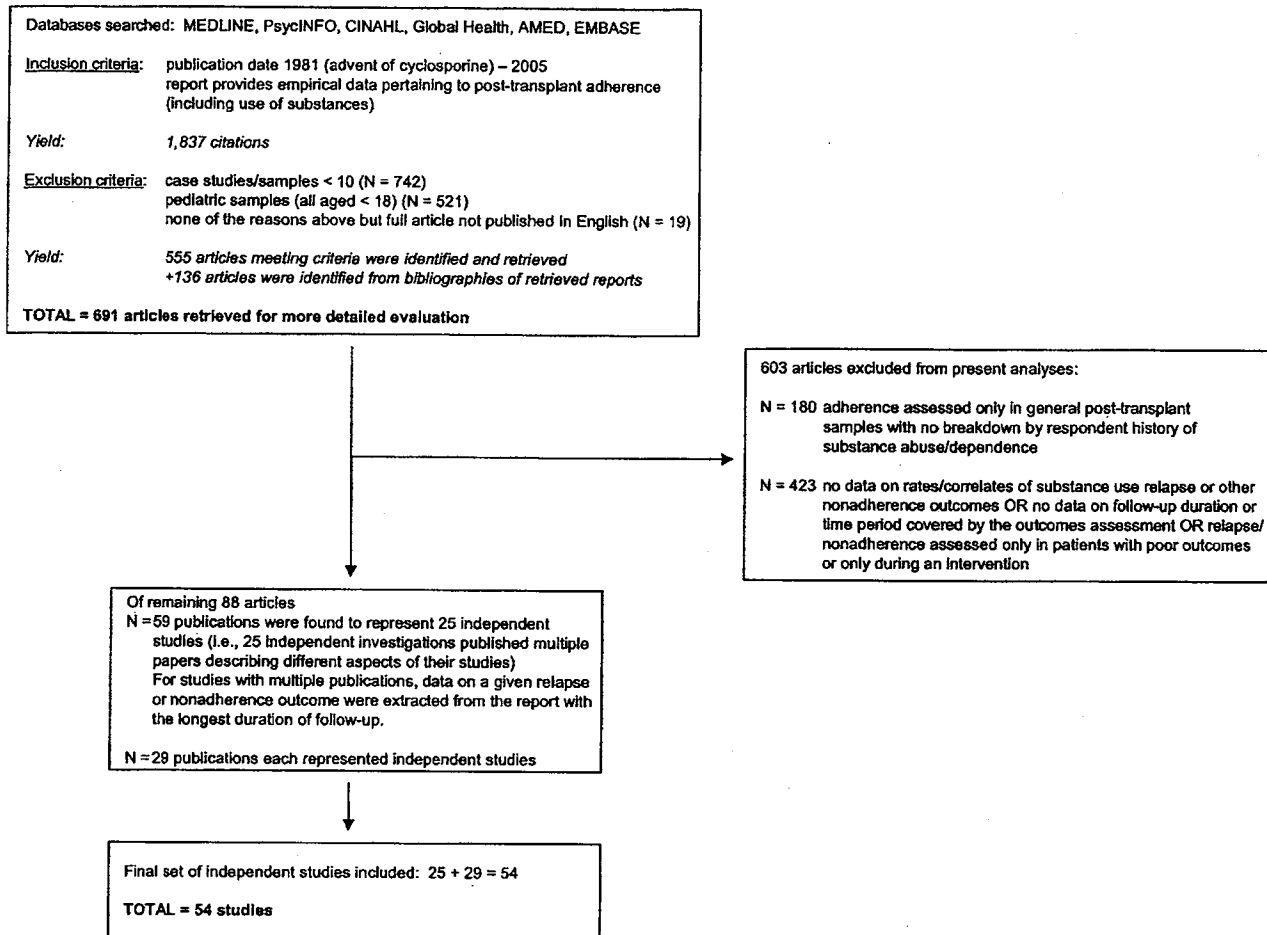 Databases searched: MEDLINE, PsycINFO, CINAHL, Global Health, AMED, EMBASE
Inclusion criteria: publication date 1981 (advent of cyclosporine) – 2005
report provides empirical data pertaining to post-transplant adherence
(including use of substances)
Yield: 1,837 citations
Exclusion criteria: case studies/samples < 10 (N = 742)
pediatric samples (all aged < 18) (N = 521)
none of the reasons above but full article not published in English (N = 19)
Yield: 555 articles meeting criteria were identified and retrieved
+136 articles were identified from bibliographies of retrieved reports
TOTAL = 691 articles retrieved for more detailed evaluation
603 articles excluded from present analyses:
N = 180 adherence assessed only in general post-transplant
samples with no breakdown by respondent history of
substance abuse/dependence
N = 423 no data on rates/correlates of substance use relapse or other
nonadherence outcomes OR no data on follow-up duration or
time period covered by the outcomes assessment OR relapse/
nonadherence assessed only in patients with poor outcomes
or only during an intervention
Of remaining 88 articles
N =59 publications were found to represent 25 independent
studies (i.e., 25 independent investigations published multiple
papers describing different aspects of their studies)
For studies with multiple publications, data on a given relapse
or nonadherence outcome were extracted from the report with
the longest duration of follow-up.
N =29 publications each represented independent studies
Final set of independent studies included: 25 + 29 = 54
TOTAL = 54 studies